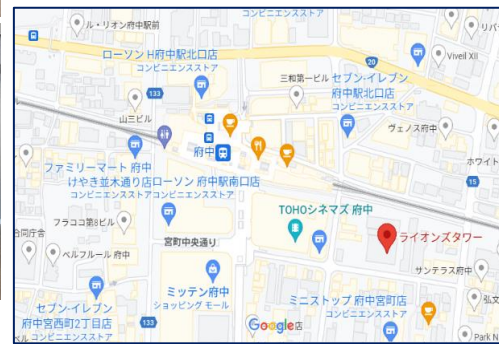 ル・リオン府中駅前
コンビニエンスストア
リバ
ローソン H府中駅北口店
コンビニエンスストア
20
Viveil XII
三和第一ビル
セブン-イレブン
府中駅北口店
コンビニエンスストア
133
山三ビル
ヴェノス府中
府中
ホワイト
ファミリーマート 府中
けやき並木通り店
コンビニエンスストア
ローソン 府中駅南口店
コンビニエンスストア
15
TOHOシネマズ 府中
フラココ第8ビル
合同庁舎
宮町中央通り
ライオンズタワー
ベルフルール 府中
サンテラス府中
ミッテン府中
ショッピング モール
ミニストップ 府中宮町店
コンビニエンスストア
弘文
セブン-イレブン
府中宮西町2丁目店
コンビニエンスストア
133
Google
店
Park N